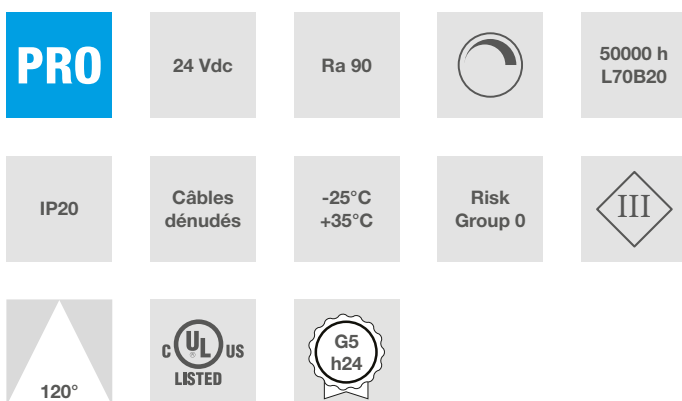 PRO
24 Vdc
Ra 90
50000 h
L70B20
IP20
Câbles
dénudés
-25°C
+35°C
Risk
Group 0
III
120°
C UL US
®
LISTED
G5
h24